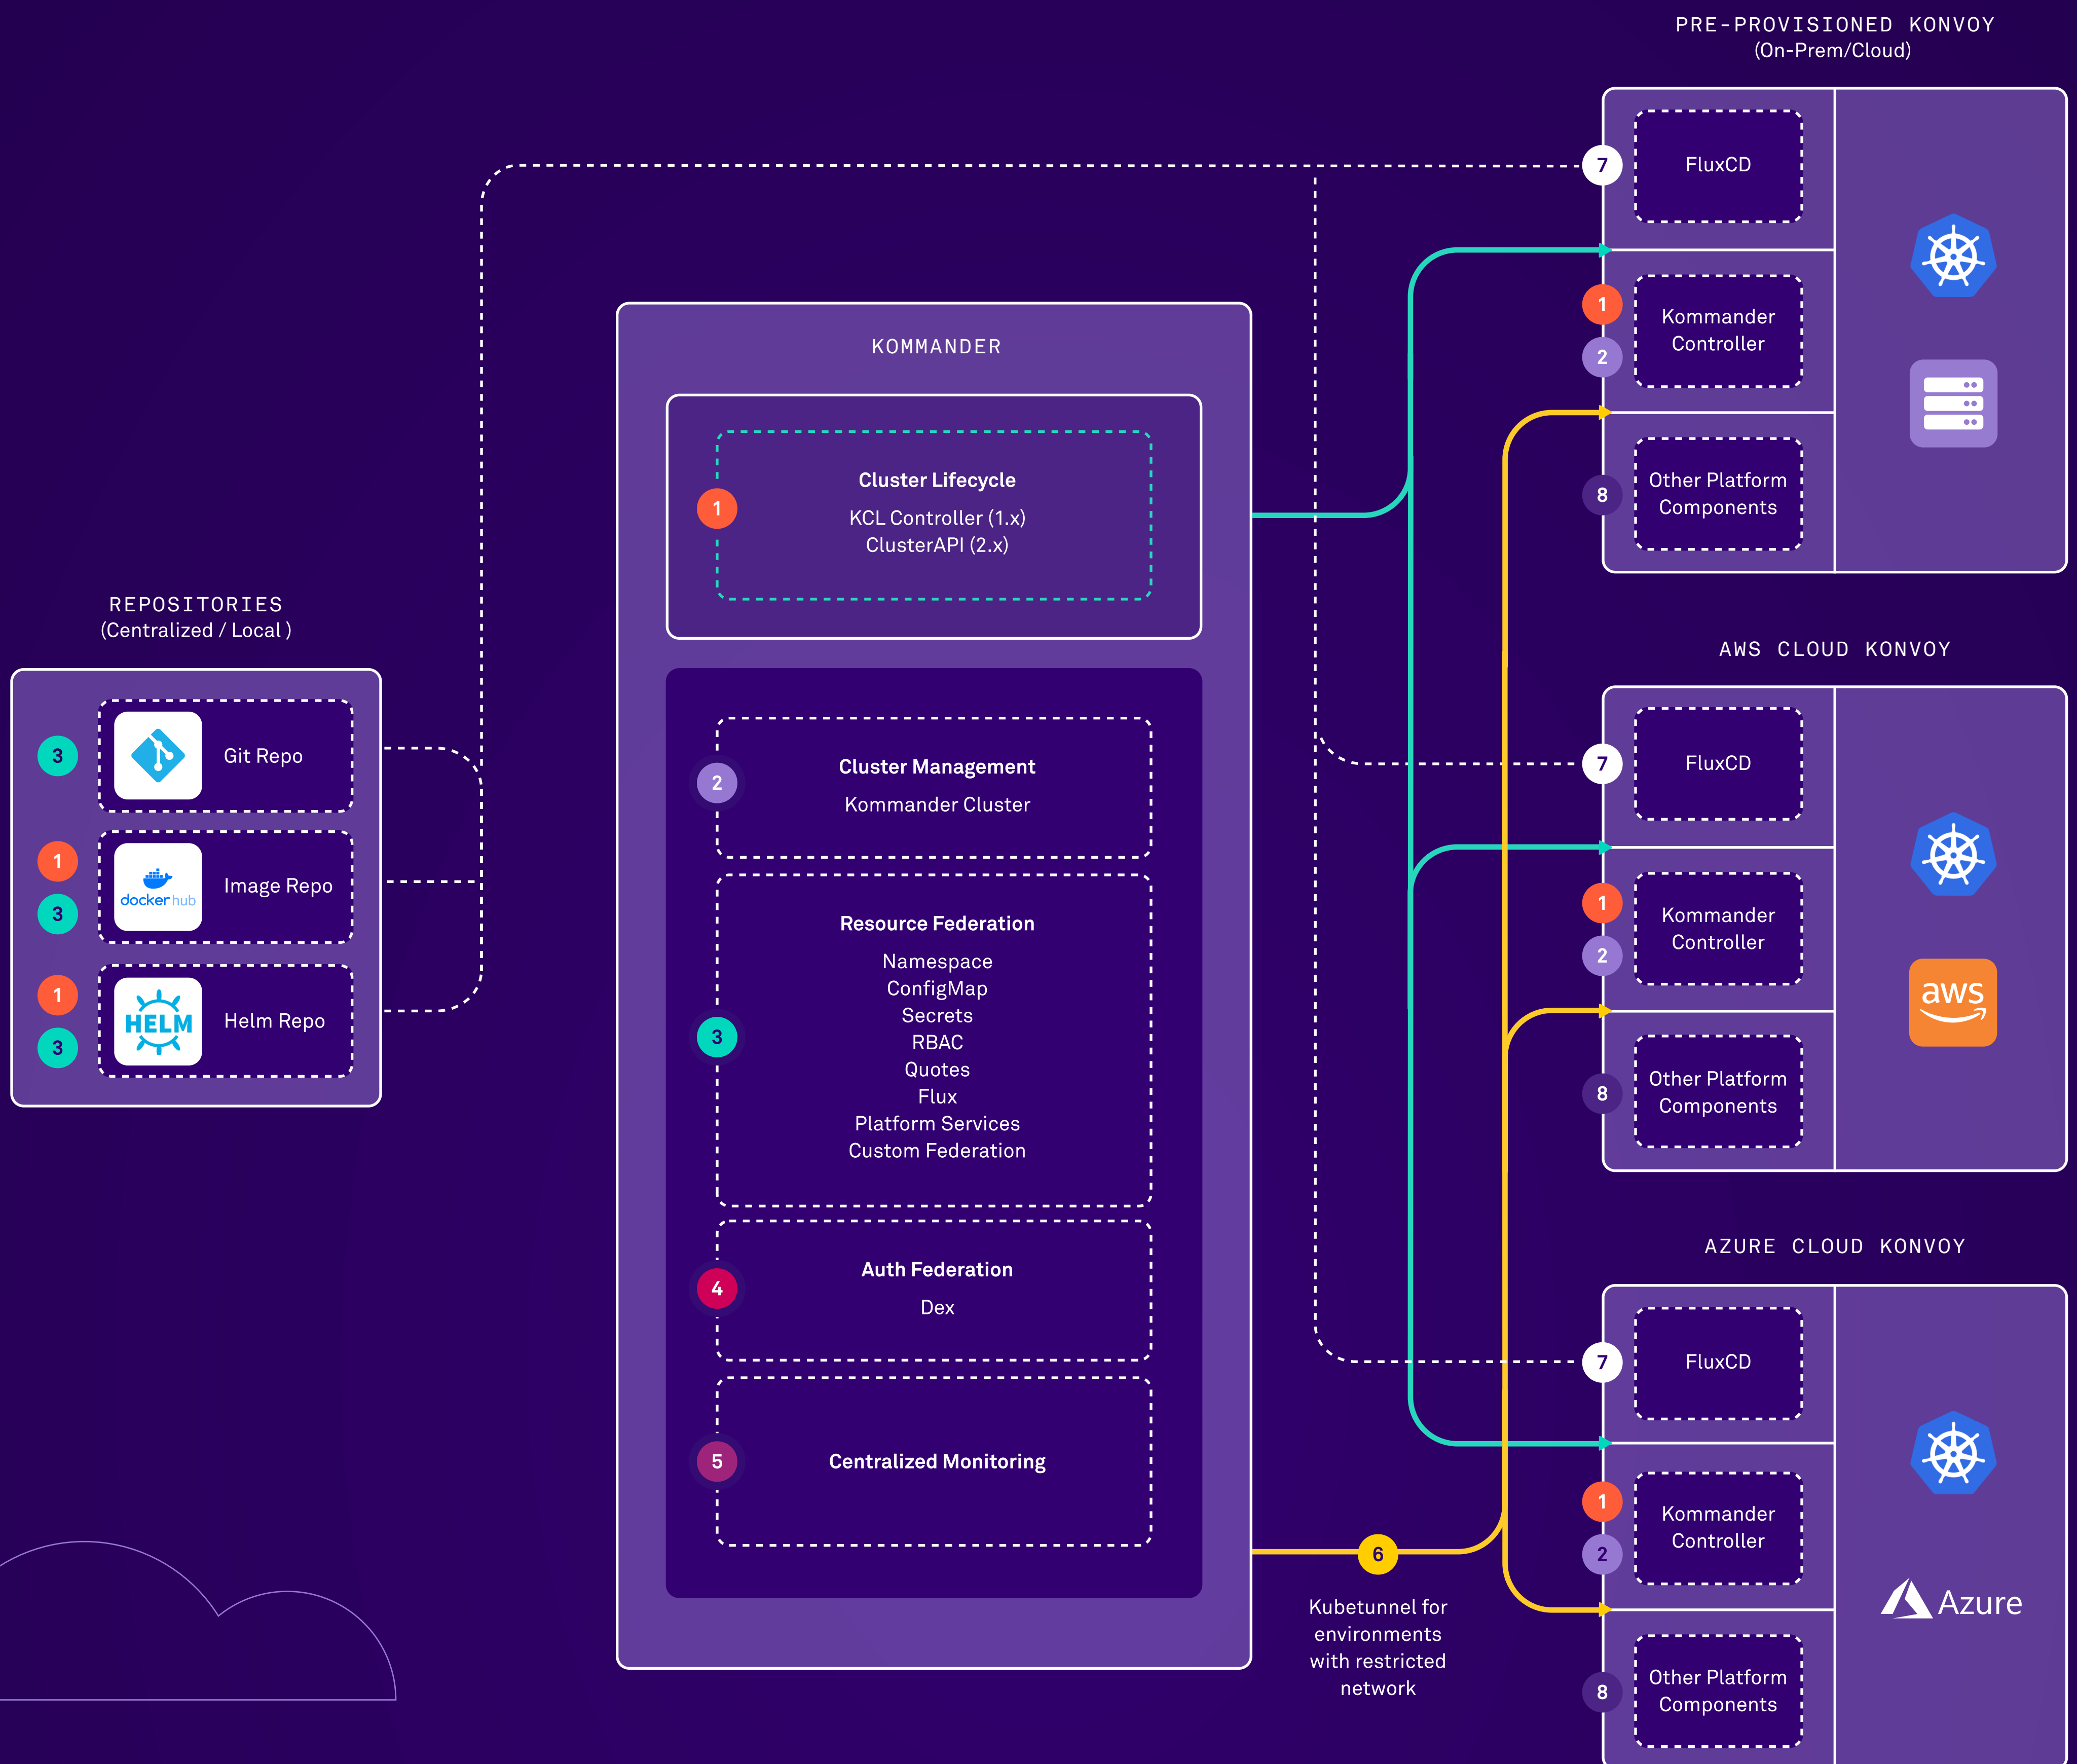 PRE-PROVISIONED KONVOY
(On-Prem/Cloud)
7
FluxCD
1
2
Kommander
Controller
8
Other Platform
Components
KOMMANDER
1
Cluster Lifecycle
KCL Controller (1.x)
ClusterAPI (2.x)
2
Cluster Management
Kommander Cluster
3
Resource Federation
Namespace
ConfigMap
Secrets
RBAC
Quotes
Flux
Platform Services
Custom Federation
4
Auth Federation
Dex
5
Centralized Monitoring
REPOSITORIES
(Centralized / Local )
3
Git Repo
1
3
docker hub
Image Repo
1
3
HELM
Helm Repo
AWS CLOUD KONVOY
7
FluxCD
1
2
Kommander
Controller
aws
8
Other Platform
Components
AZURE CLOUD KONVOY
7
FluxCD
1
2
Kommander
Controller
Azure
8
Other Platform
Components
6
Kubetunnel for
environments
with restricted
network